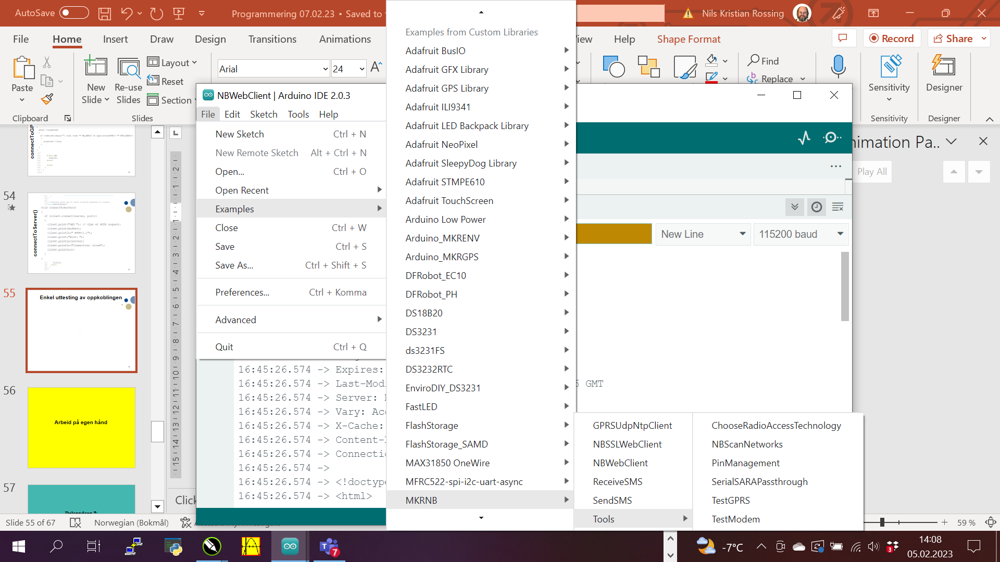 AutoSave
Programmering 07.02.23 • Saved to
Nils Kristian Rossing
File
Home
Insert
Draw
Design
Transitions
Animations
Help
Shape Format
Record
Share
Paste
Clipboard
New Slide
Re-use Slides
Layout
Reset
Section
Slides
Arial
24
Find
Replace
Sensitivity
Sensitivity
Designer
Designer
NBWebClient | Arduino IDE 2.0.3
File Edit Sketch Tools Help
New Sketch Ctrl + N
New Remote Sketch Alt + Ctrl + N
Open... Ctrl + O
Open Recent
Examples
Close Ctrl + W
Save Ctrl + S
Save As... Ctrl + Shift + S
Preferences... Ctrl + Komma
Advanced
Quit Ctrl + Q
Examples from Custom Libraries
Adafruit BusIO
Adafruit GFX Library
Adafruit GPS Library
Adafruit ILI9341
Adafruit LED Backpack Library
Adafruit NeoPixel
Adafruit SleepyDog Library
Adafruit STMPE610
Adafruit TouchScreen
Arduino Low Power
Arduino_MKRENV
Arduino_MKRGPS
DFRobot_EC10
DFRobot_PH
DS18B20
DS3231
ds3231FS
DS3232RTC
EnviroDIY_DS3231
FastLED
FlashStorage
FlashStorage_SAMD
MAX31850 OneWire
MFRC522-spi-i2c-uart-async
MKRNB
GPRSUdpNtpClient
NBSSLWebClient
NBWebClient
ReceiveSMS
SendSMS
Tools
ChooseRadioAccessTechnology
NBScanNetworks
PinManagement
SerialSARAPassthrough
TestGPRS
TestModem
New Line
115200 baud
16:45:26.574 -> Expires:
16:45:26.574 -> Last-Modi
GMT
16:45:26.574 -> Server:
16:45:26.574 -> Vary: Acc
16:45:26.574 -> X-Cache:
16:45:26.574 -> Content-
16:45:26.574 -> Connectio
16:45:26.574 ->
16:45:26.574 -> <!doctype
16:45:26.574 -> <html>
nimation Pa..
Play All
54
connectToServer()
void connectToServer()
55
Enkel uttesting av oppkoblingen
56
Arbeid på egen hånd
57
Click
Slide 55 of 67
Norwegian (Bokmål)
59 %
7
-7°C
3
14:08
05.02.2023